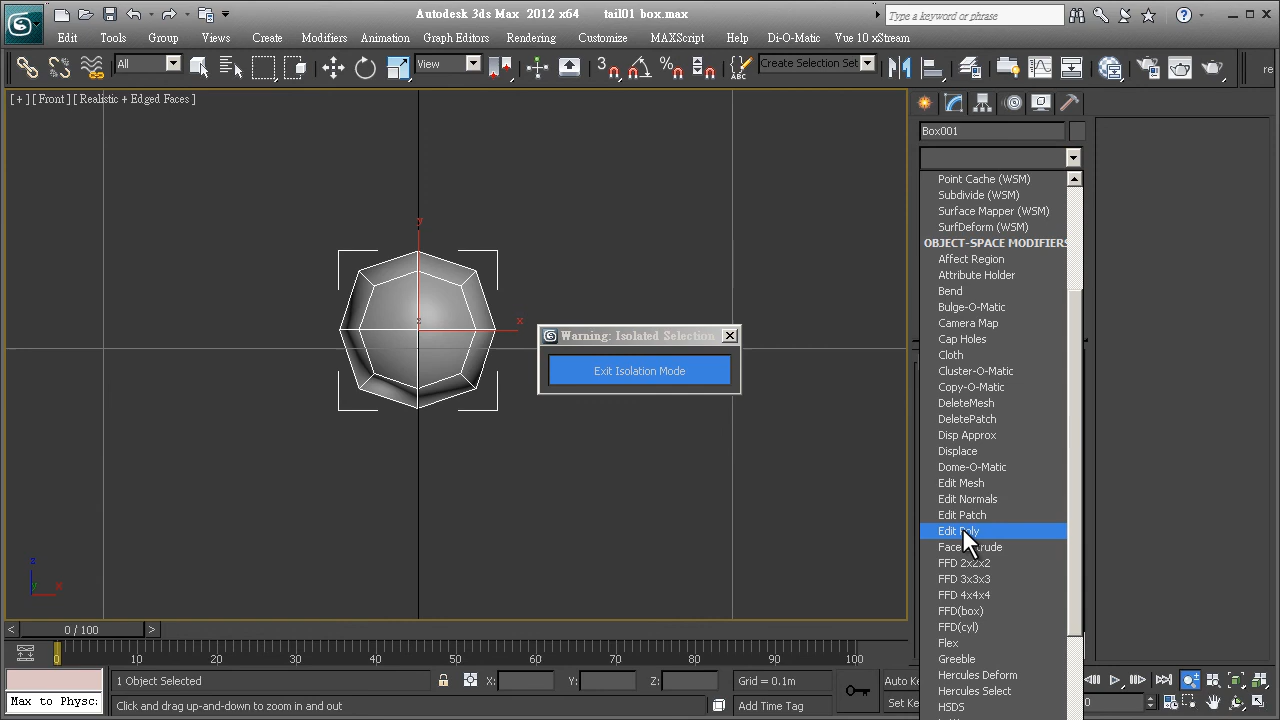 Autodesk 3ds Max 2012 x64 tail01 box.max
Type a keyword or phrase
Edit Tools Group Views Create Modifiers Animation Graph Editors Rendering Customize MAXScript Help Di-O-Matic Vue 10 xStream
All View 3 % ABC Create Selection Set re
[ + ] [ Front ] [ Realistic + Edged Faces ]
Box001
Point Cache (WSM)
Subdivide (WSM)
Surface Mapper (WSM)
SurfDeform (WSM)
OBJECT-SPACE MODIFIERS
Affect Region
Attribute Holder
Bend
Bulge-O-Matic
Camera Map
Cap Holes
Cloth
Cluster-O-Matic
Copy-O-Matic
DeleteMesh
DeletePatch
Disp Approx
Displace
Dome-O-Matic
Edit Mesh
Edit Normals
Edit Patch
Edit Poly
Face Extrude
FFD 2x2x2
FFD 3x3x3
FFD 4x4x4
FFD(box)
FFD(cyl)
Flex
Greeble
Hercules Deform
Hercules Select
HSDS
y
x
z
Warning: Isolated Selection
Exit Isolation Mode
z
y x
< 0 / 100 >
0 10 20 30 40 50 60 70 80 90 100
1 Object Selected X: Y: Z: Grid = 0.1m Auto Ke
Max to Physc: Click and drag up-and-down to zoom in and out Add Time Tag Set Ke 0